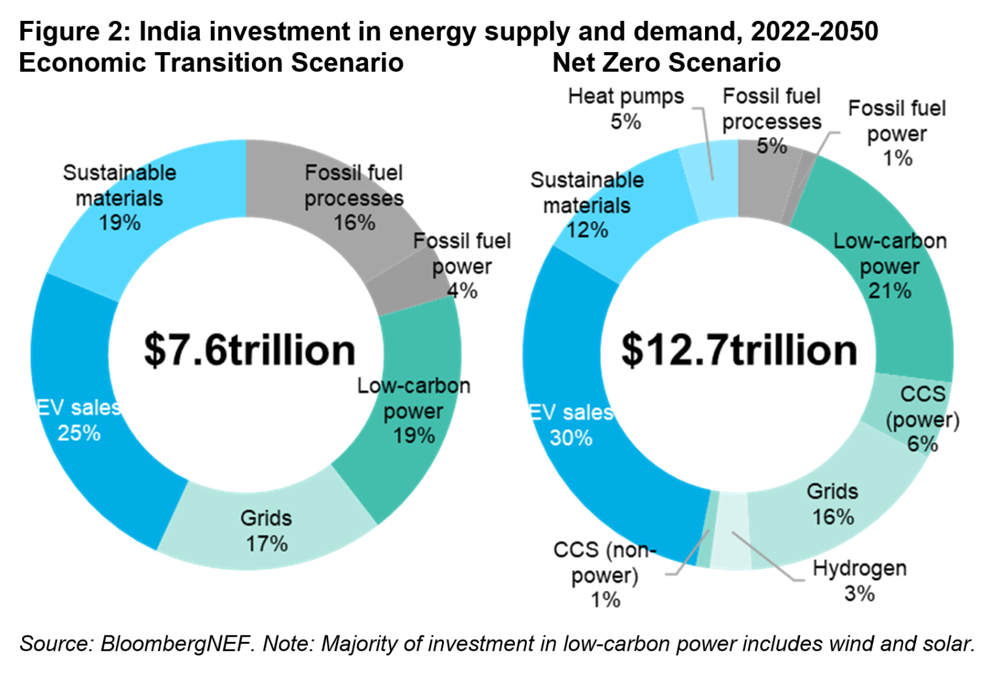 Figure 2: India investment in energy supply and demand, 2022-2050
Economic Transition Scenario
Sustainable
materials
19%
Fossil fuel
processes
16%
Fossil fuel
power
4%
$7.6trillion
Low-carbon
power
19%
EV sales
25%
Grids
17%
Net Zero Scenario
Heat pumps
5%
Fossil fuel
processes
5%
Fossil fuel
power
1%
Sustainable
materials
12%
Low-carbon
power
21%
$12.7trillion
CCS
(power)
6%
EV sales
30%
Grids
16%
CCS (non-
power)
1%
Hydrogen
3%
Source: BloombergNEF. Note: Majority of investment in low-carbon power includes wind and solar.